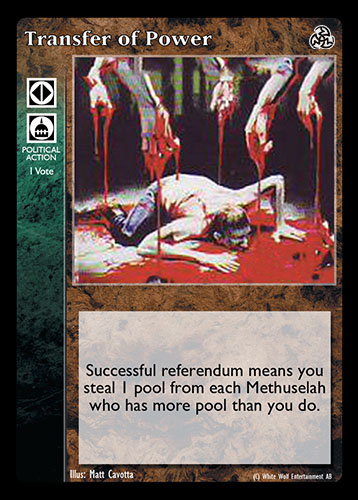 Transfer of Power
POLITICAL
ACTION
1 Vote
Successful referendum means you
steal 1 pool from each Methuselah
who has more pool than you do.
Illus: Matt Cavotta
(C) White Wolf Entertainment AB